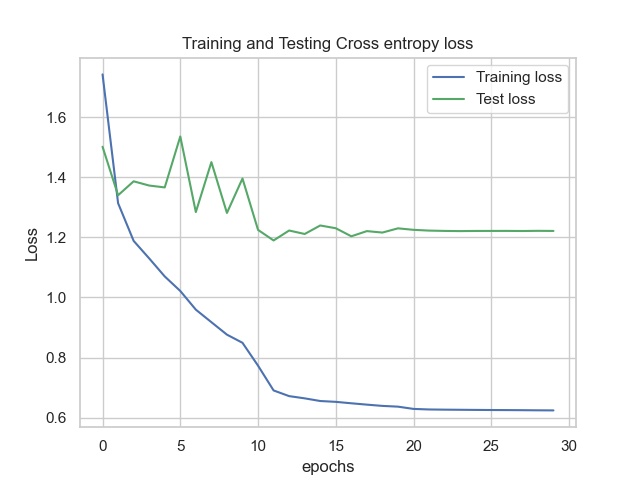 Training and Testing Cross entropy loss
Training loss
Test loss
1.6
1.4
1.2
1.0
0.8
0.6
Loss
0 5 10 15 20 25 30
epochs